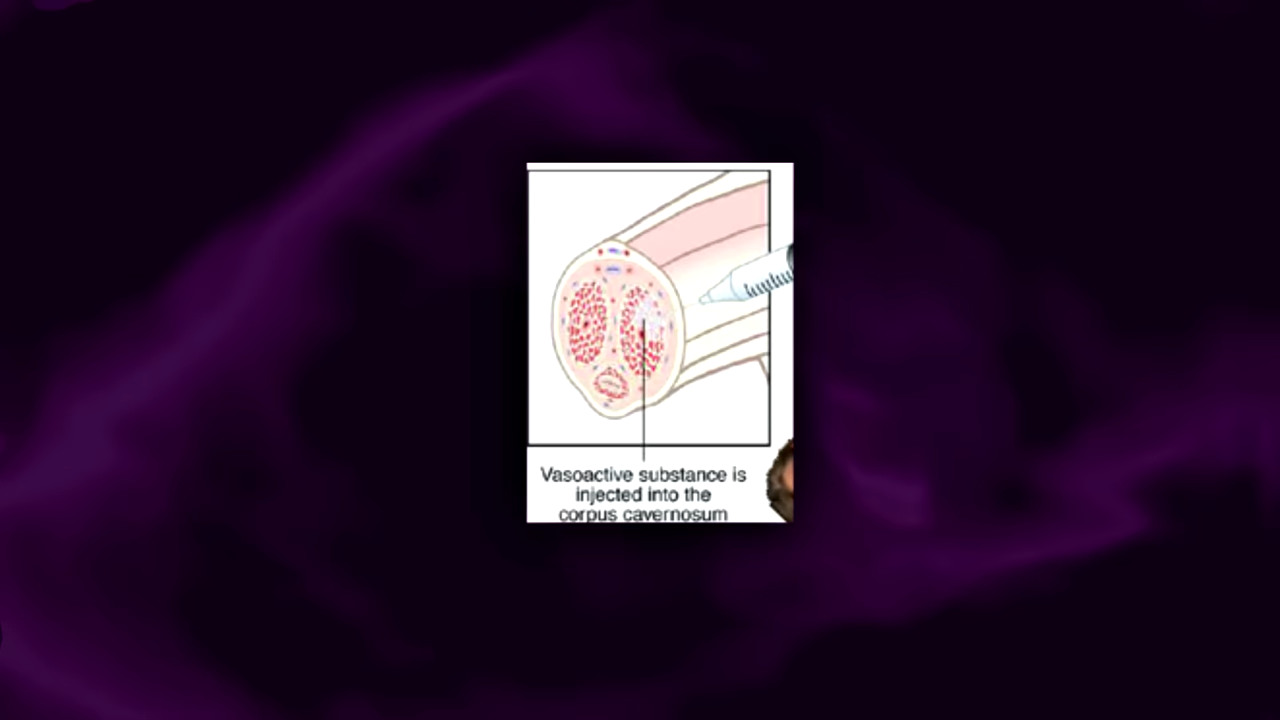 Vasoactive substance is
injected into the
corpus cavernosum